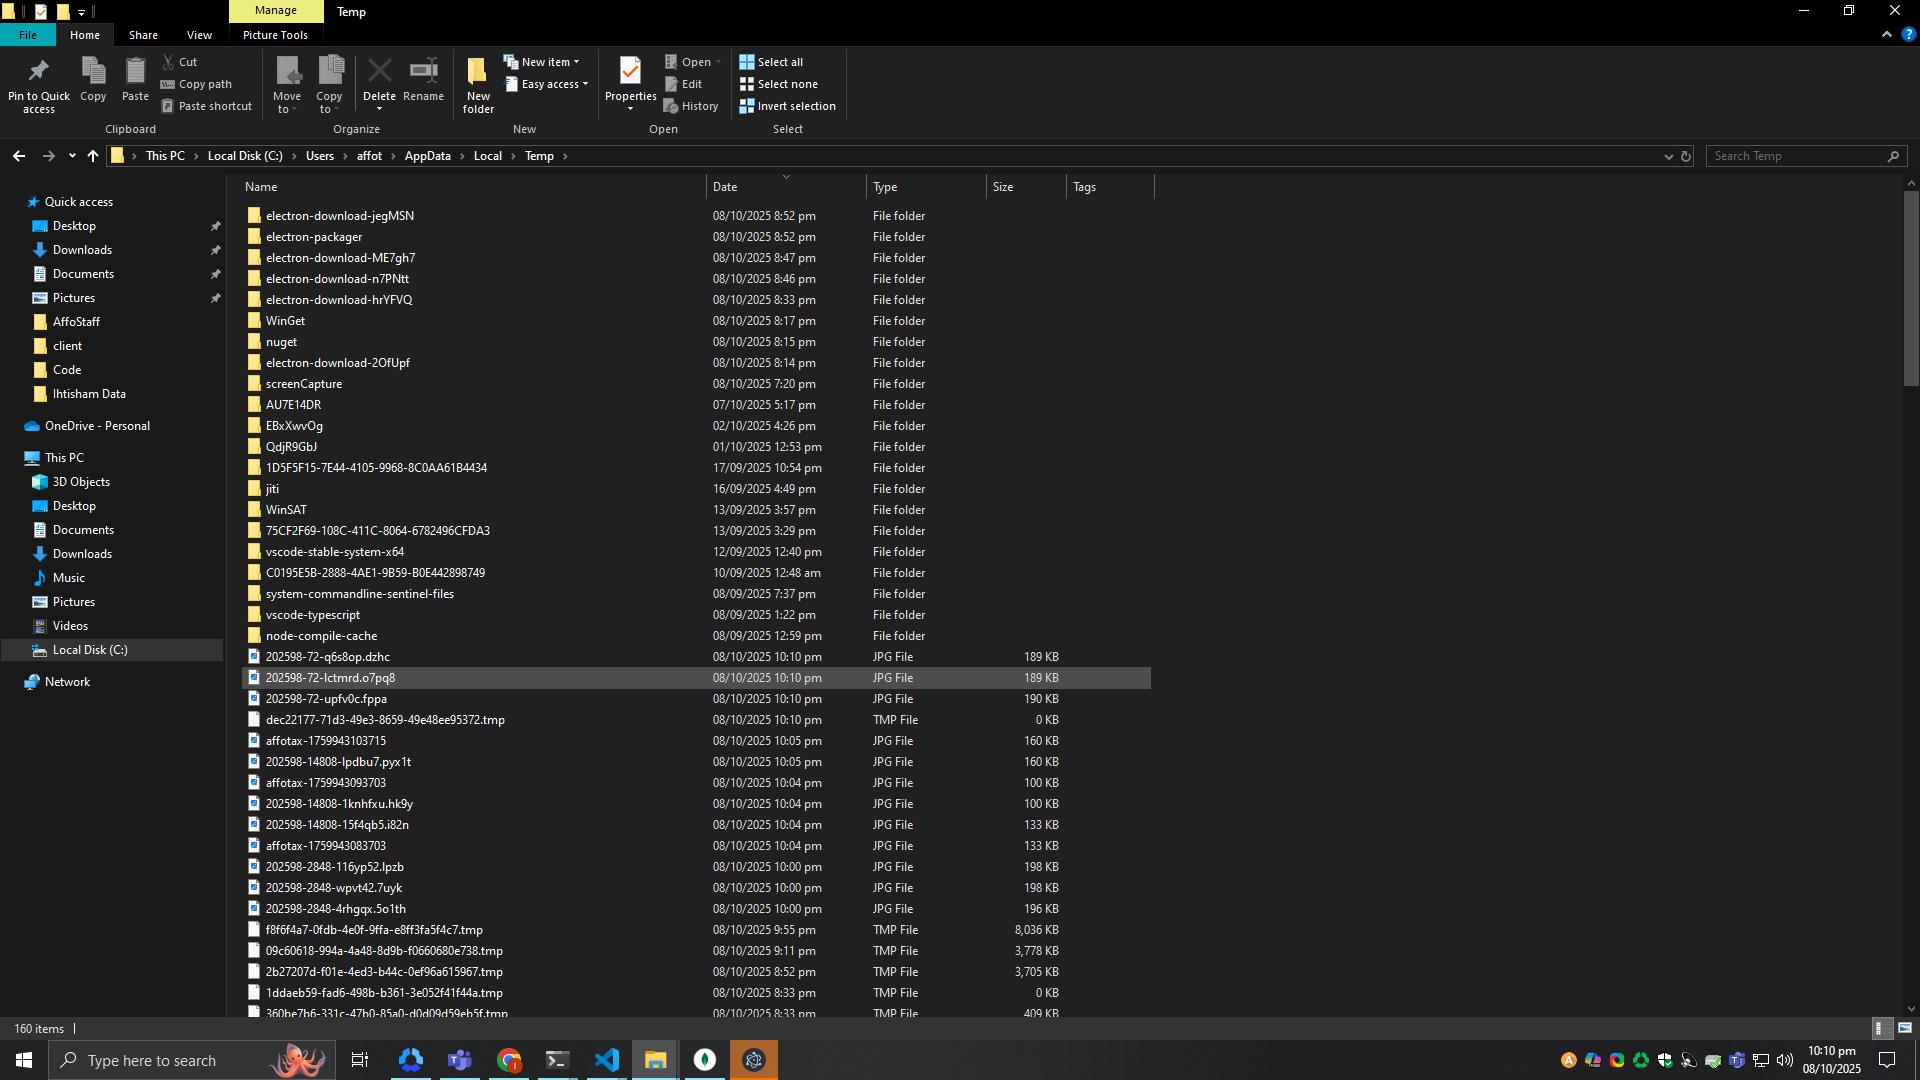 Manage
Temp
File
Home
Share
View
Picture Tools
Pin to Quick access
Copy
Paste
Cut
Copy path
Paste shortcut
Clipboard
Move to
Copy to
Delete
Rename
Organize
New folder
New item
Easy access
New
Properties
Open
Edit
History
Open
Select all
Select none
Invert selection
Select
This PC
Local Disk (C:)
Users
affot
AppData
Local
Temp
Search Temp
Quick access
Desktop
Downloads
Documents
Pictures
AffoStaff
client
Code
Ihtisham Data
OneDrive - Personal
This PC
3D Objects
Desktop
Documents
Downloads
Music
Pictures
Videos
Local Disk (C:)
Network
Name Date Type Size Tags
electron-download-jegMSN 08/10/2025 8:52 pm File folder
electron-packager 08/10/2025 8:52 pm File folder
electron-download-ME7gh7 08/10/2025 8:47 pm File folder
electron-download-n7PNtt 08/10/2025 8:46 pm File folder
electron-download-hrYFVQ 08/10/2025 8:33 pm File folder
WinGet 08/10/2025 8:17 pm File folder
nuget 08/10/2025 8:15 pm File folder
electron-download-2OfUpf 08/10/2025 8:14 pm File folder
screenCapture 08/10/2025 7:20 pm File folder
AU7E14DR 07/10/2025 5:17 pm File folder
EBxXwvOg 02/10/2025 4:26 pm File folder
QdjR9GbJ 01/10/2025 12:53 pm File folder
1D5F5F15-7E44-4105-9968-8C0AA61B4434 17/09/2025 10:54 pm File folder
jiti 16/09/2025 4:49 pm File folder
WinSAT 13/09/2025 3:57 pm File folder
75CF2F69-108C-411C-8064-6782496CFDA3 13/09/2025 3:29 pm File folder
vscode-stable-system-x64 12/09/2025 12:40 pm File folder
C0195E5B-2888-4AE1-9B59-B0E442898749 10/09/2025 12:48 am File folder
system-commandline-sentinel-files 08/09/2025 7:37 pm File folder
vscode-typescript 08/09/2025 1:22 pm File folder
node-compile-cache 08/09/2025 12:59 pm File folder
202598-72-q6s8op.dzhc 08/10/2025 10:10 pm JPG File 189 KB
202598-72-lctmrd.o7pq8 08/10/2025 10:10 pm JPG File 189 KB
202598-72-upfv0c.fppa 08/10/2025 10:10 pm JPG File 190 KB
dec22177-71d3-49e3-8659-49e48ee95372.tmp 08/10/2025 10:10 pm TMP File 0 KB
affotax-1759943103715 08/10/2025 10:05 pm JPG File 160 KB
202598-14808-lpdbu7.pyx1t 08/10/2025 10:05 pm JPG File 160 KB
affotax-1759943093703 08/10/2025 10:04 pm JPG File 100 KB
202598-14808-1knhfxu.hk9y 08/10/2025 10:04 pm JPG File 100 KB
202598-14808-15f4qb5.i82n 08/10/2025 10:04 pm JPG File 133 KB
affotax-1759943083703 08/10/2025 10:04 pm JPG File 133 KB
202598-2848-116yp52.lpzb 08/10/2025 10:00 pm JPG File 198 KB
202598-2848-wpvt42.7uyk 08/10/2025 10:00 pm JPG File 198 KB
202598-2848-4rhgqx.5o1th 08/10/2025 10:00 pm JPG File 196 KB
f8f6f4a7-0fdb-4e0f-9ffa-e8ff3fa5f4c7.tmp 08/10/2025 9:55 pm TMP File 8,036 KB
09c60618-994a-4a48-8d9b-f0660680e738.tmp 08/10/2025 9:11 pm TMP File 3,778 KB
2b27207d-f01e-4ed3-b44c-0ef96a615967.tmp 08/10/2025 8:52 pm TMP File 3,705 KB
1ddaeb59-fad6-498b-b361-3e052f41f44a.tmp 08/10/2025 8:33 pm TMP File 0 KB
360be7b6-331c-47b0-85a0-d0d09d59eb5f.tmp 08/10/2025 8:33 pm TMP File 409 KB
160 items
Type here to search
10:10 pm
08/10/2025